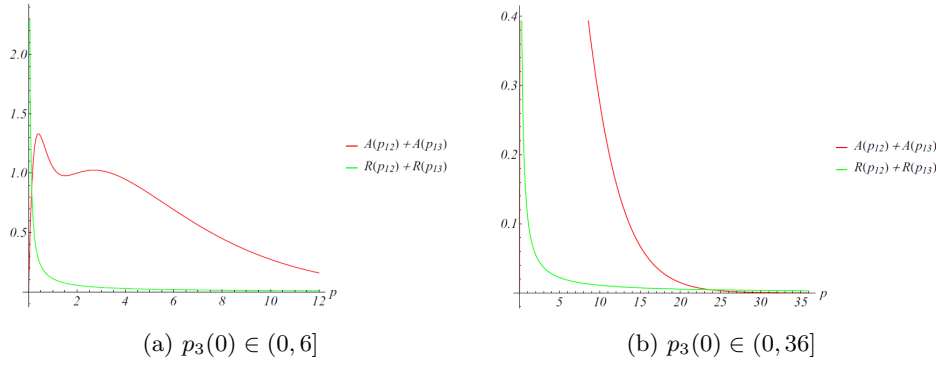 2.0
1.5
1.0
0.5
2 4 6 8 10 12 p
A(p12) + A(p13)
R(p12) + R(p13)
(a) p3(0) ∈ (0, 6]
0.4
0.3
0.2
0.1
5 10 15 20 25 30 35 p
A(p12) + A(p13)
R(p12) + R(p13)
(b) p3(0) ∈ (0, 36]